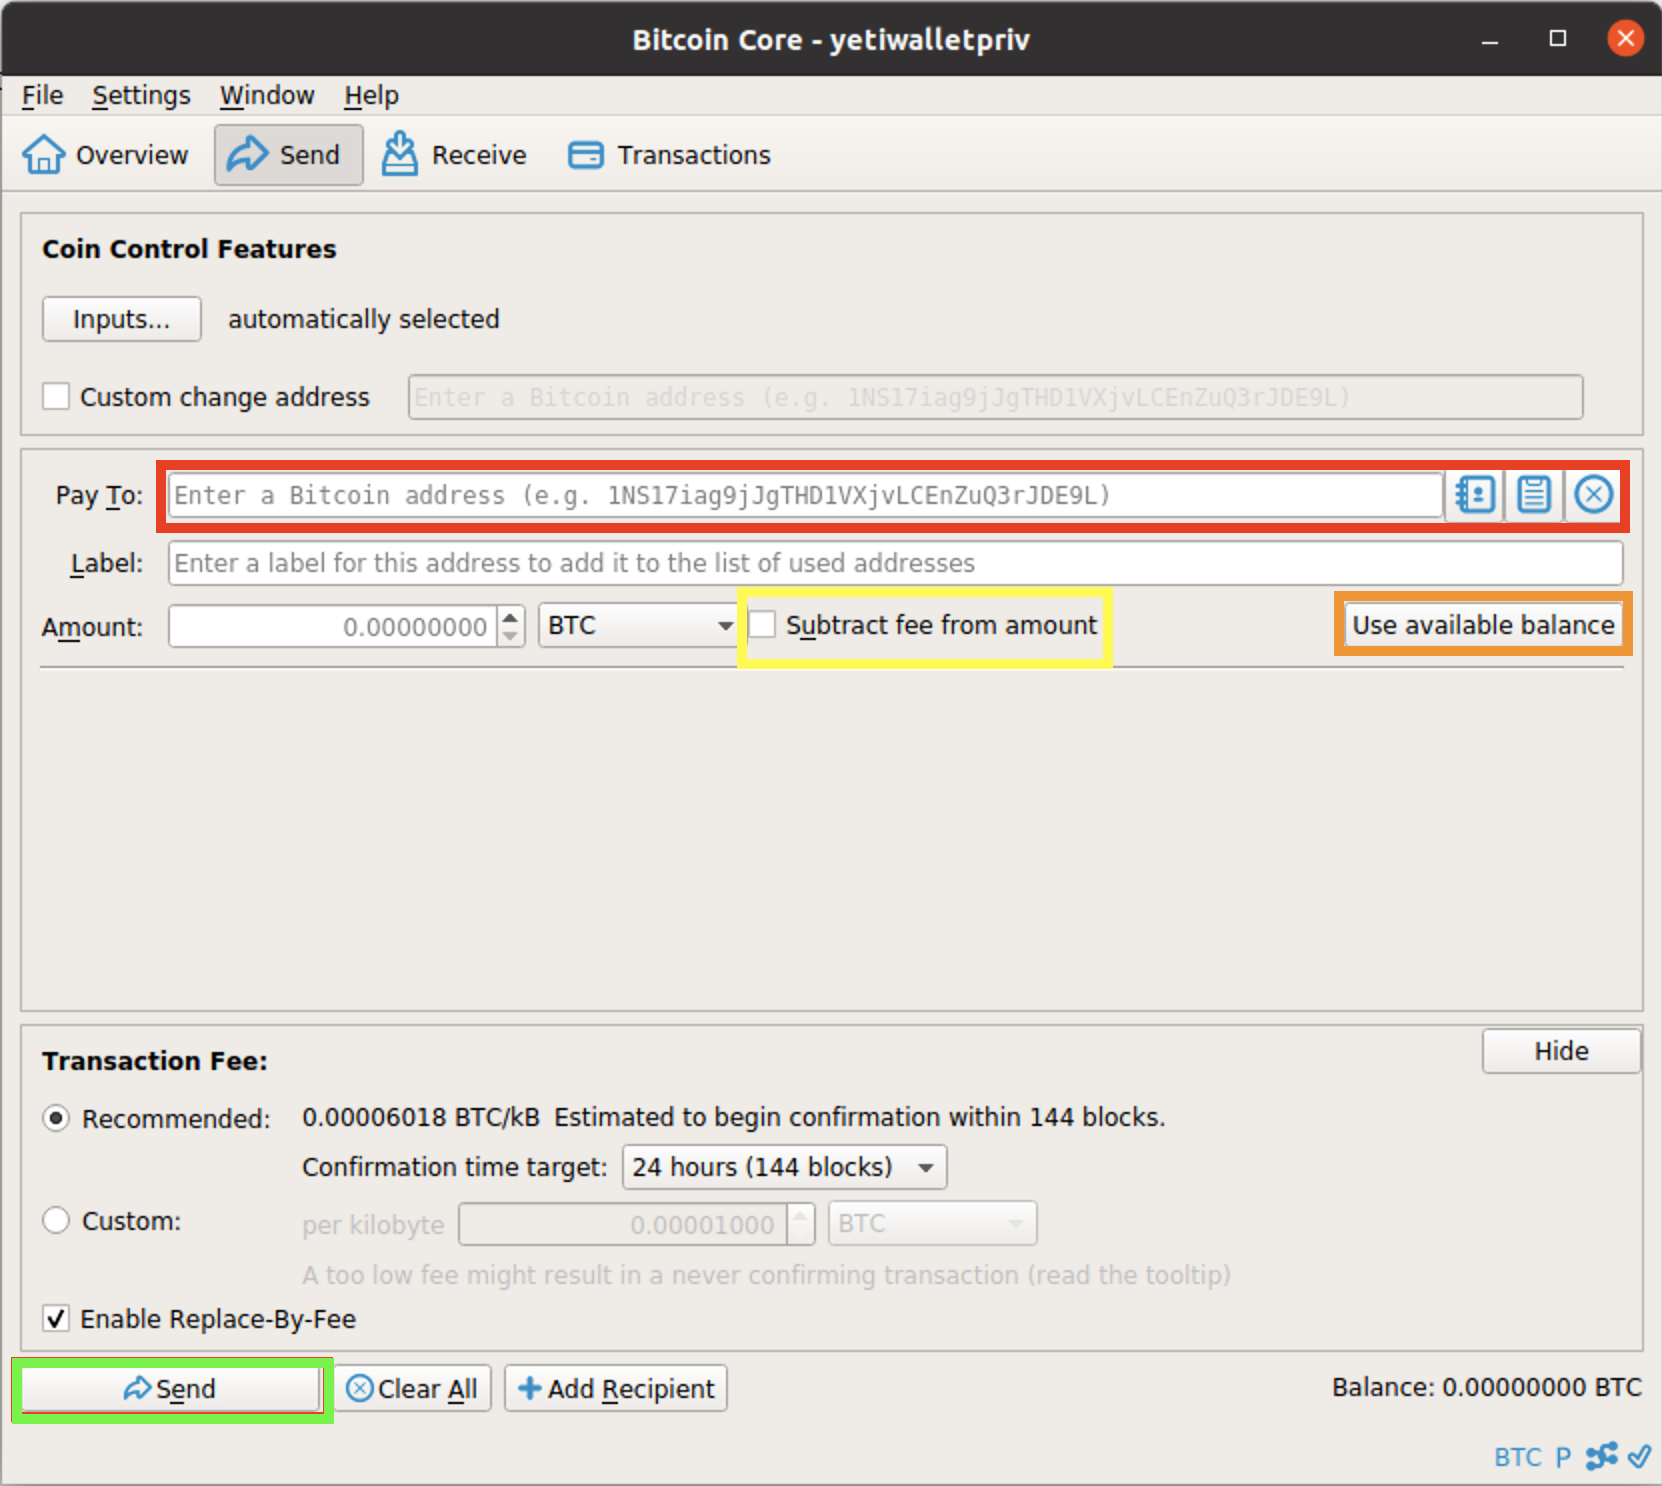 Bitcoin Core - yetiwalletpriv
File Settings Window Help
Overview Send Receive Transactions
Coin Control Features
Inputs... automatically selected
Custom change address Enter a Bitcoin address (e.g. 1NS17iag9jJgTHD1VXjvLCEnZuQ3rJDE9L)
Pay To: Enter a Bitcoin address (e.g. 1NS17iag9jJgTHD1VXjvLCEnZuQ3rJDE9L)
Label: Enter a label for this address to add it to the list of used addresses
Amount: 0.00000000 BTC Subtract fee from amount Use available balance
Transaction Fee: Hide
Recommended: 0.00006018 BTC/kB Estimated to begin confirmation within 144 blocks.
Confirmation time target: 24 hours (144 blocks)
Custom: per kilobyte 0.00001000 BTC
A too low fee might result in a never confirming transaction (read the tooltip)
Enable Replace-By-Fee
Send Clear All Add Recipient Balance: 0.00000000 BTC
BTC P